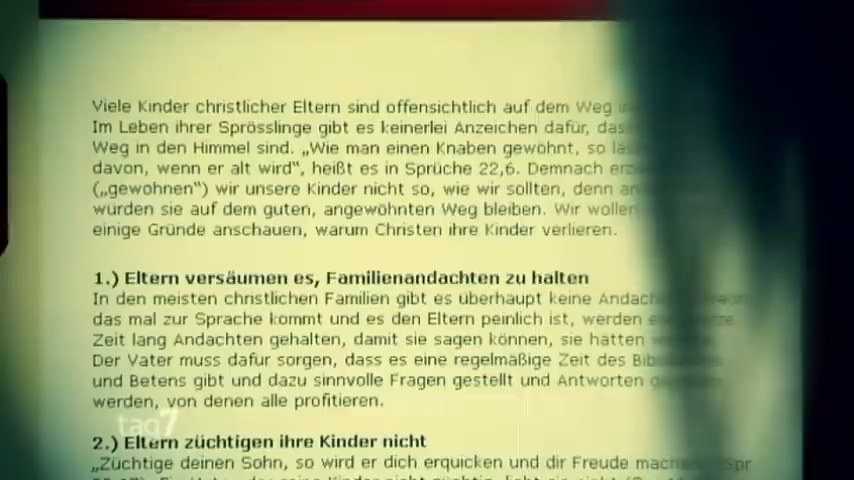 Viele Kinder christlicher Eltern sind offensichtlich auf dem Weg
Im Leben ihrer Sprösslinge gibt es keinerlei Anzeichen dafür,
Weg in den Himmel sind. „Wie man einen Knaben gewöhnt, so
davon, wenn er alt wird“, heißt es in Sprüche 22,6. Demnach
(„gewöhnen“) wir unsere Kinder nicht so, wie wir sollten, denn
würden sie auf dem guten, angewöhnten Weg bleiben. Wir wollen
einige Gründe anschauen, warum Christen ihre Kinder verlieren.
1.) Eltern versäumen es, Familienandachten zu halten
In den meisten christlichen Familien gibt es überhaupt keine
das mal zur Sprache kommt und es den Eltern peinlich ist, werden
Zeit lang Andachten gehalten, damit sie sagen können, sie hätten
Der Vater muss dafür sorgen, dass es eine regelmäßige Zeit des
und Betens gibt und dazu sinnvolle Fragen gestellt und Antworten
werden, von denen alle profitieren.
tag7
2.) Eltern züchtigen ihre Kinder nicht
„Züchtige deinen Sohn, so wird er dich erquicken und dir Freude